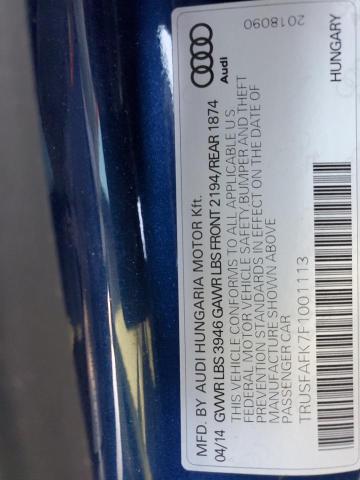 2018090
Audi
HUNGARY
MFD. BY AUDI HUNGARIA MOTOR Kft.
04/14 GVWR LBS 3946 GAWR LBS FRONT 2194/REAR 1874
THIS VEHICLE CONFORMS TO ALL APPLICABLE U S
FEDERAL MOTOR VEHICLE SAFETY, BUMPER AND THEFT
PREVENTION STANDARDS IN EFFECT ON THE DATE OF
MANUFACTURE SHOWN ABOVE
PASSENGER CAR
TRUSFAFK7F1001113